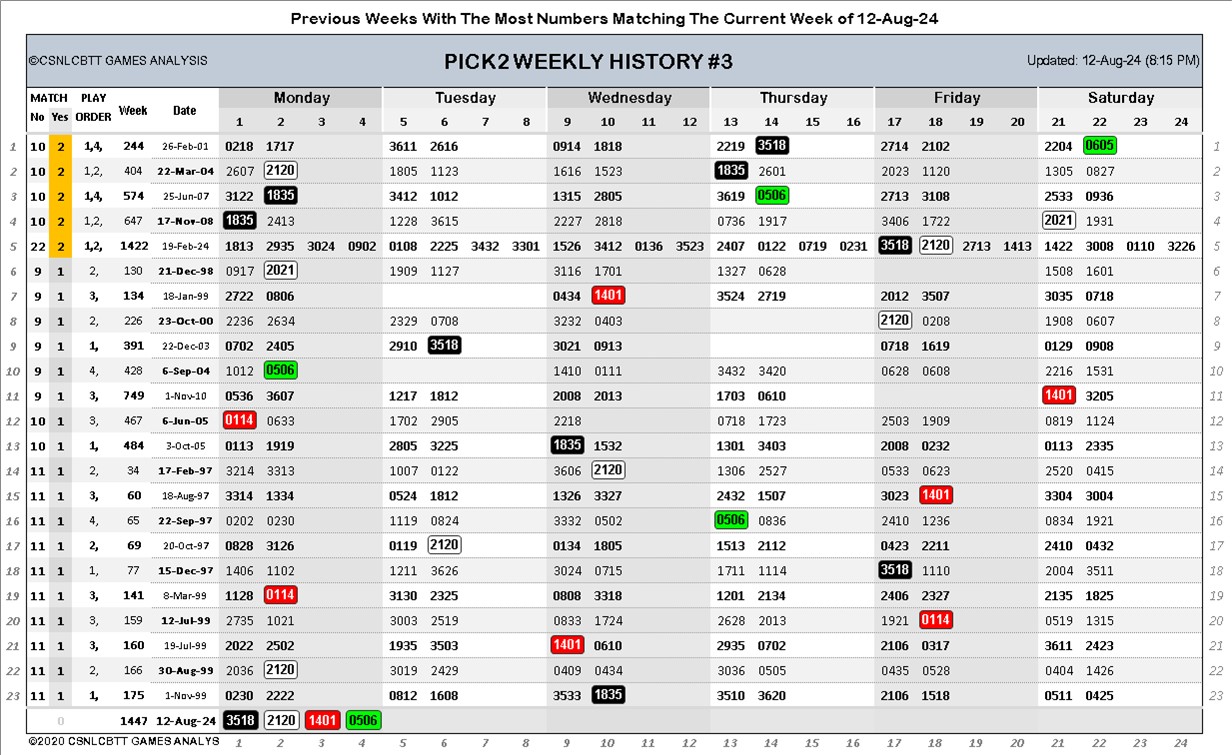 Previous Weeks With The Most Numbers Matching The Current Week of 12-Aug-24
©CSNLCBTT GAMES ANALYSIS PICK2 WEEKLY HISTORY #3 Updated: 12-Aug-24 (8:15 PM)
MATCH PLAY Week Date Monday Tuesday Wednesday Thursday Friday Saturday
No Yes ORDER 1 2 3 4 5 6 7 8 9 10 11 12 13 14 15 16 17 18 19 20 21 22 23 24
1 10 2 1,4, 244 26-Feb-01 0218 1717 3611 2616 0914 1818 2219 3518 2714 2102 2204 0605 1
2 10 2 1,2, 404 22-Mar-04 2607 2120 1805 1123 1616 1523 1835 2601 2023 1120 1305 0827 2
3 10 2 1,4, 574 25-Jun-07 3122 1835 3412 1012 1315 2805 3619 0506 2713 3108 2533 0936 3
4 10 2 1,2, 647 17-Nov-08 1835 2413 1228 3615 2227 2818 0736 1917 3406 1722 2021 1931 4
5 22 2 1,2, 1422 19-Feb-24 1813 2935 3024 0902 0108 2225 3432 3301 1526 3412 0136 3523 2407 0122 0719 0231 3518 2120 2713 1413 1422 3008 0110 3226 5
6 9 1 2, 130 21-Dec-98 0917 2021 1909 1127 3116 1701 1327 0628 1508 1601 6
7 9 1 3, 134 18-Jan-99 2722 0806 0434 1401 3524 2719 2012 3507 3035 0718 7
8 9 1 2, 226 23-Oct-00 2236 2634 2329 0708 3232 0403 2120 0208 1908 0607 8
9 9 1 1, 391 22-Dec-03 0702 2405 2910 3518 3021 0913 0718 1619 0129 0908 9
10 9 1 4, 428 6-Sep-04 1012 0506 1410 0111 3432 3420 0628 0608 2216 1531 10
11 9 1 3, 749 1-Nov-10 0536 3607 1217 1812 2008 2013 1703 0610 1401 3205 11
12 10 1 3, 467 6-Jun-05 0114 0633 1702 2905 2218 0718 1723 2503 1909 0819 1124 12
13 10 1 1, 484 3-Oct-05 0113 1919 2805 3225 1835 1532 1301 3403 2008 0232 0113 2335 13
14 11 1 2, 34 17-Feb-97 3214 3313 1007 0122 3606 2120 1306 2527 0533 0623 2520 0415 14
15 11 1 3, 60 18-Aug-97 3314 1334 0524 1812 1326 3327 2432 1507 3023 1401 3304 3004 15
16 11 1 4, 65 22-Sep-97 0202 0230 1119 0824 3332 0502 0506 0836 2410 1236 0834 1921 16
17 11 1 2, 69 20-Oct-97 0828 3126 0119 2120 0134 1805 1513 2112 0423 2211 2410 0432 17
18 11 1 1, 77 15-Dec-97 1406 1102 1211 3626 3024 0715 1711 1114 3518 1110 2004 3511 18
19 11 1 3, 141 8-Mar-99 1128 0114 3130 2325 0808 3318 1201 2134 2406 2327 2135 1825 19
20 11 1 3, 159 12-Jul-99 2735 1021 3003 2519 0833 1724 2628 2013 1921 0114 0519 1315 20
21 11 1 3, 160 19-Jul-99 2022 2502 1935 3503 1401 0610 2935 0702 2106 0317 3611 2423 21
22 11 1 2, 166 30-Aug-99 2036 2120 3019 2429 0409 0434 3036 0505 0435 0528 0404 1426 22
23 11 1 1, 175 1-Nov-99 0230 2222 0812 1608 3533 1835 3510 3620 2106 1518 0511 0425 23
0 1447 12-Aug-24 3518 2120 1401 0506
©2020 CSNLCBTT GAMES ANALYS 1 2 3 4 5 6 7 8 9 10 11 12 13 14 15 16 17 18 19 20 21 22 23 24